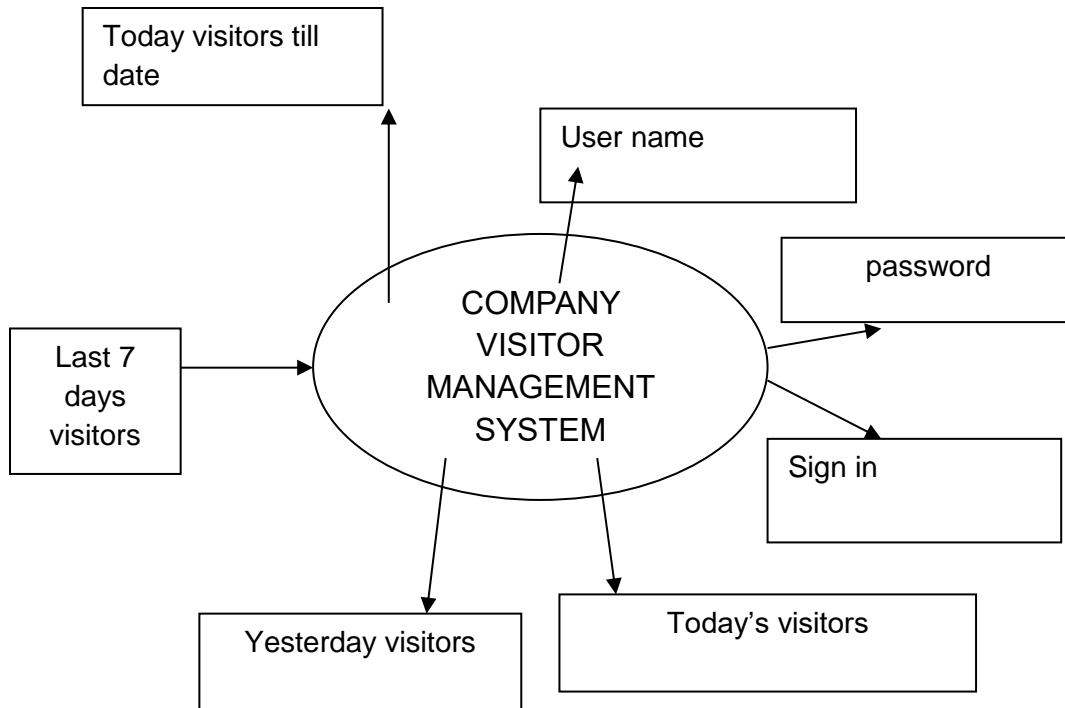 Today visitors till
date
User name
password
COMPANY
VISITOR
MANAGEMENT
SYSTEM
Last 7
days
visitors
Sign in
Today’s visitors
Yesterday visitors